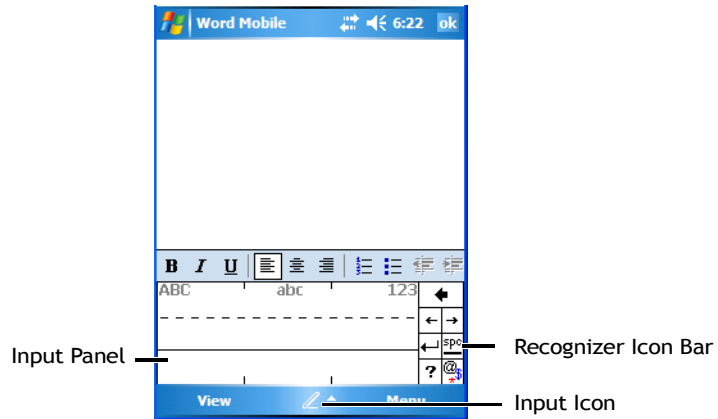 Word Mobile 6:22 ok
B I U
ABC abc 123
spc
Input Panel
Recognizer Icon Bar
? @*$
View Menu
Input Icon